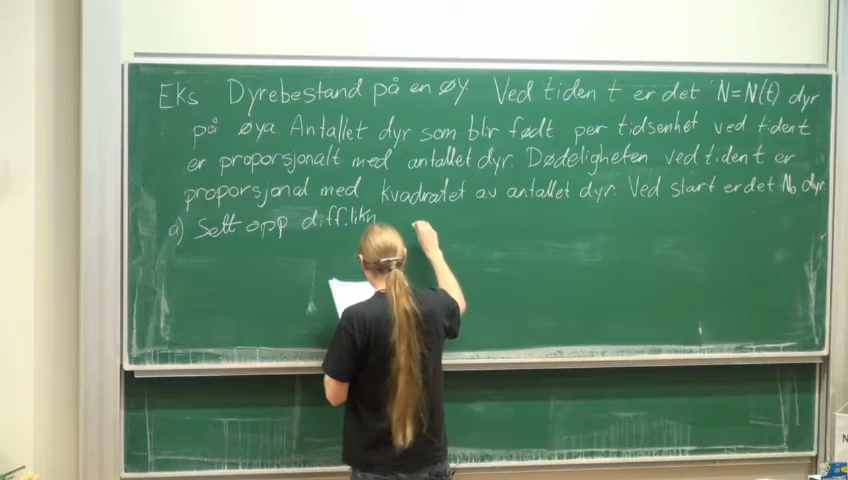 Eks Dyrebestand på en øy Ved tiden t er det N=N(t) dyr
på øya. Antallet dyr som blir født per tidsenhet ved tiden t
er proporsjonalt med antallet dyr. Dødeligheten ved tiden t er
proporsjonal med kvadratet av antallet dyr. Ved start er det N₀ dyr.
a) Sett opp diff.likn
N